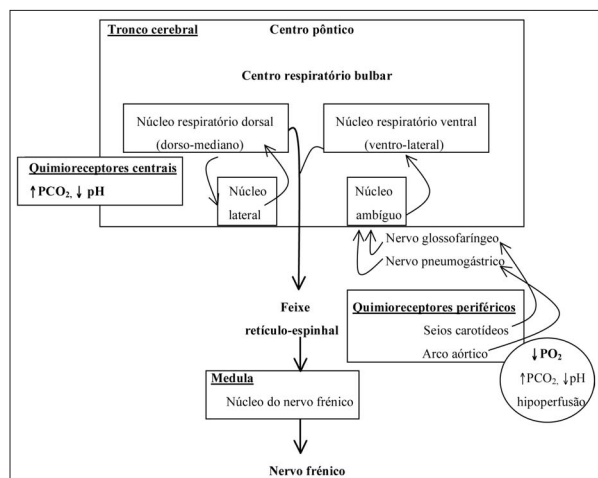 Tronco cerebral
Centro pôntico
Centro respiratório bulbar
Núcleo respiratório dorsal
(dorso-mediano)
Núcleo respiratório ventral
(ventro-lateral)
Quimioreceptores centrais
↑PCO₂, ↓ pH
Núcleo
lateral
Núcleo
ambíguo
Nervo glossofaríngeo
Nervo pneumogástrico
Feixe
retículo-espinhal
Quimioreceptores periféricos
Seios carotídeos
Arco aórtico
↓PO₂
↑PCO₂, ↓pH
hipoperfusão
Medula
Núcleo do nervo frénico
Nervo frénico